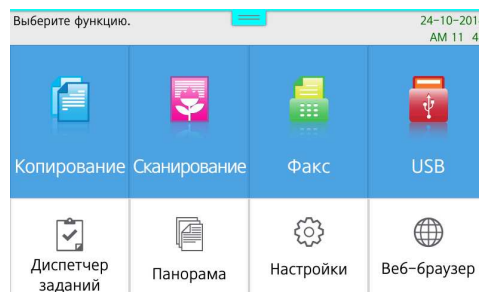 Выберите функцию.
24-10-201
AM 11 4
Копирование
Сканирование
Факс
USB
Диспетчер
заданий
Панорама
Настройки
Веб-браузер